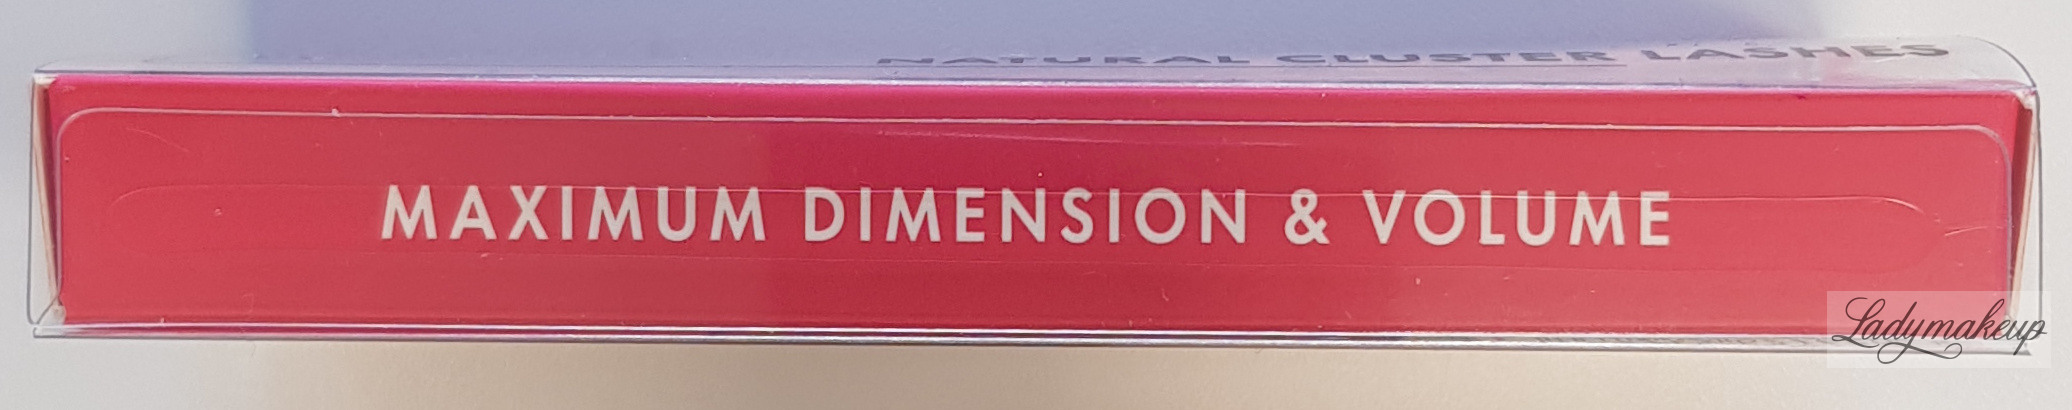 NATURAL CLUSTER LASHES
MAXIMUM DIMENSION & VOLUME
Ladymakeup